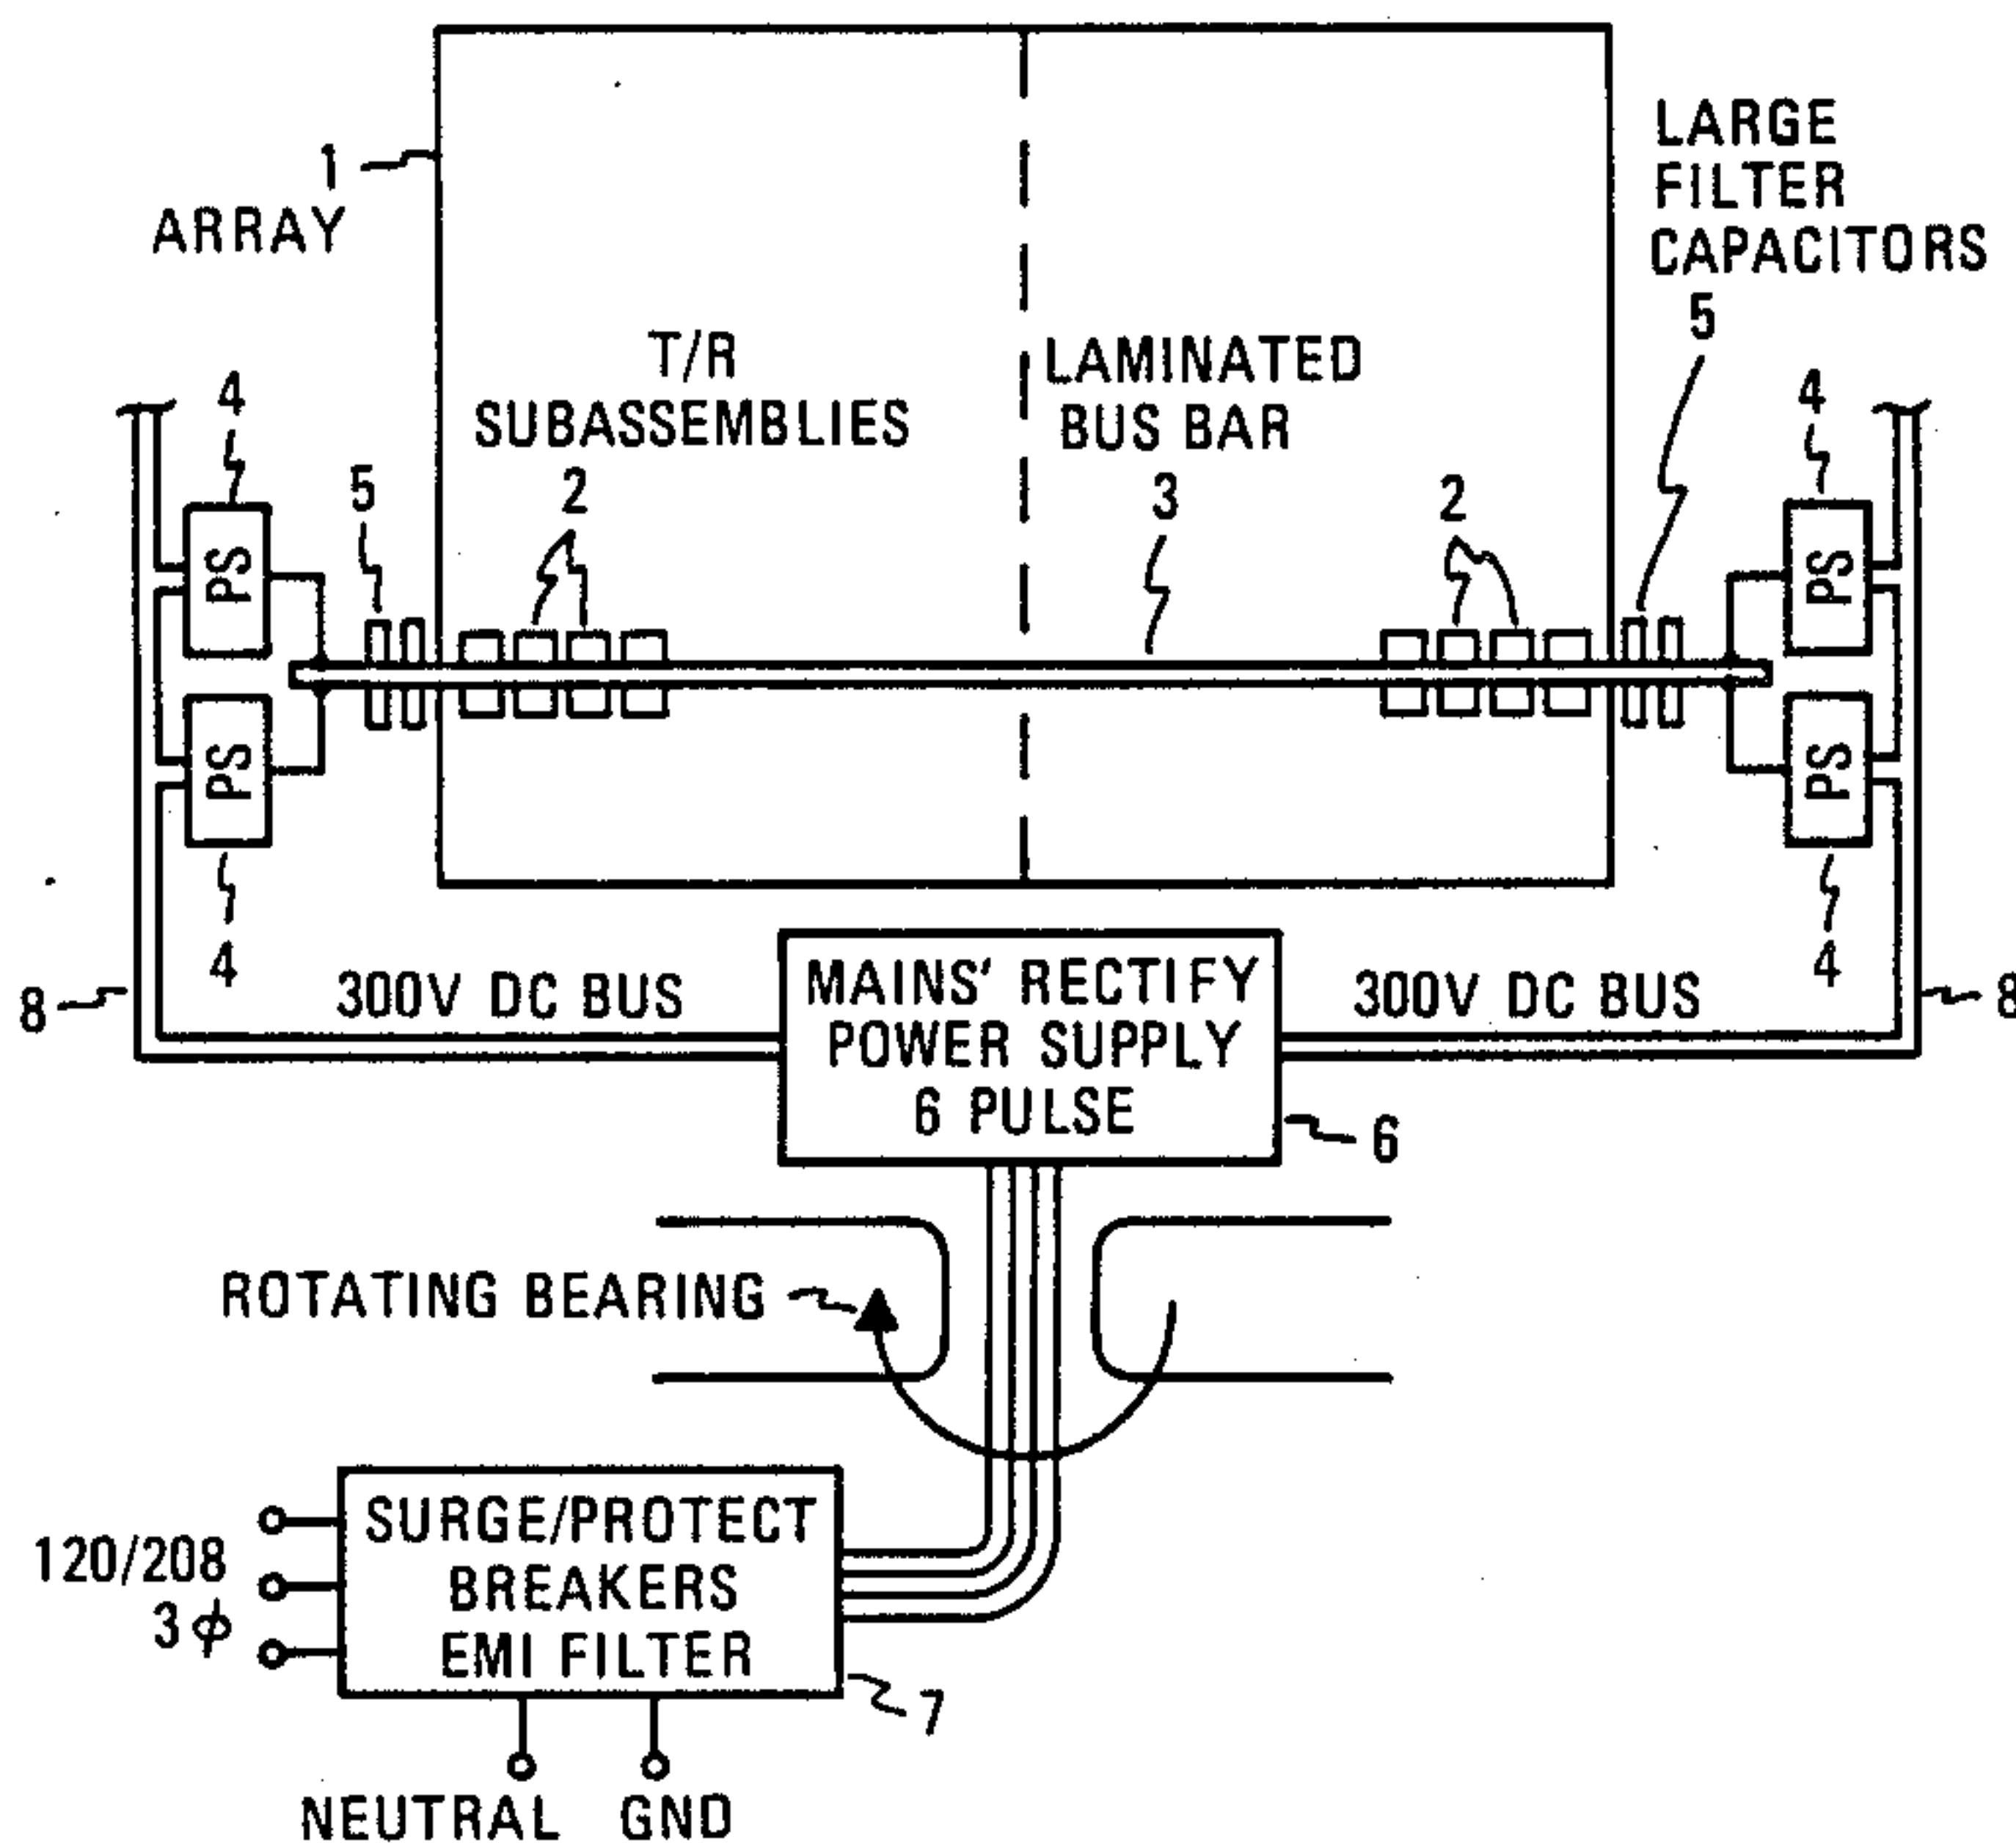 1
ARRAY
LARGE
FILTER
CAPACITORS
5
T/R
SUBASSEMBLIES
2
LAMINATED
BUS BAR
3
2
4
5
4
PS
PS
PS
PS
4
4
8
300V DC BUS
MAINS' RECTIFY
POWER SUPPLY
6 PULSE
300V DC BUS
8
6
ROTATING BEARING
120/208
3 ϕ
SURGE/PROTECT
BREAKERS
EMI FILTER
7
NEUTRAL
GND